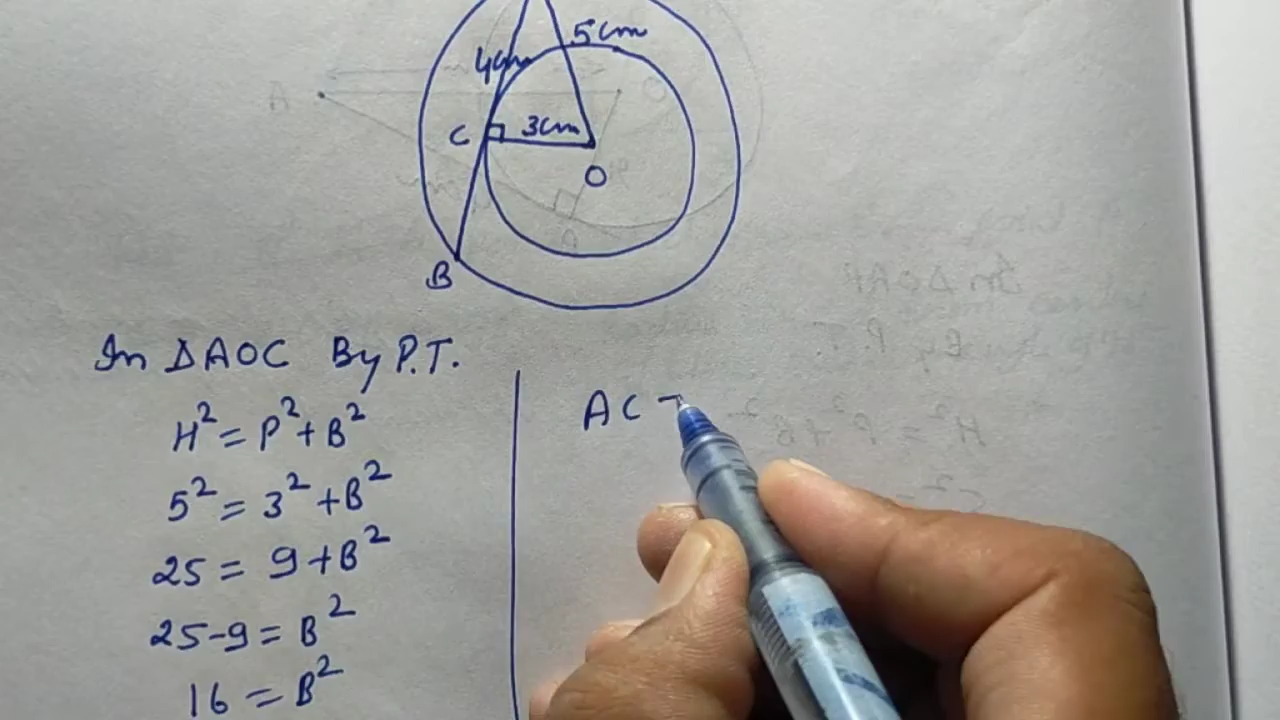 5cm
4cm
C
3cm
O
B
In ΔAOC By P.T.
H² = P² + B²
5² = 3² + B²
25 = 9 + B²
25-9 = B²
16 = B²
AC